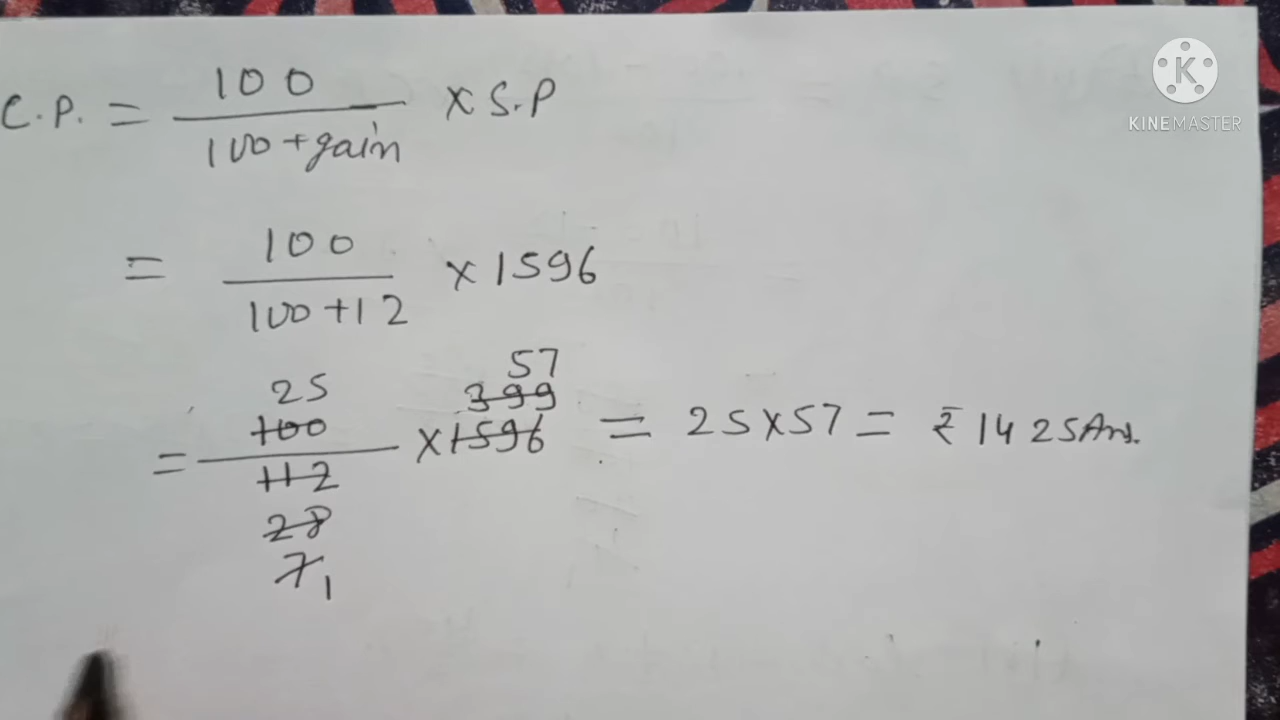 KINEMASTER
C.P. = 100 / 100+gain × S.P
= 100 / 100+12 × 1596
57
25 399
= 100 / 112 × 1596 = 25×57 = ₹1425 Ans.
28
7 1